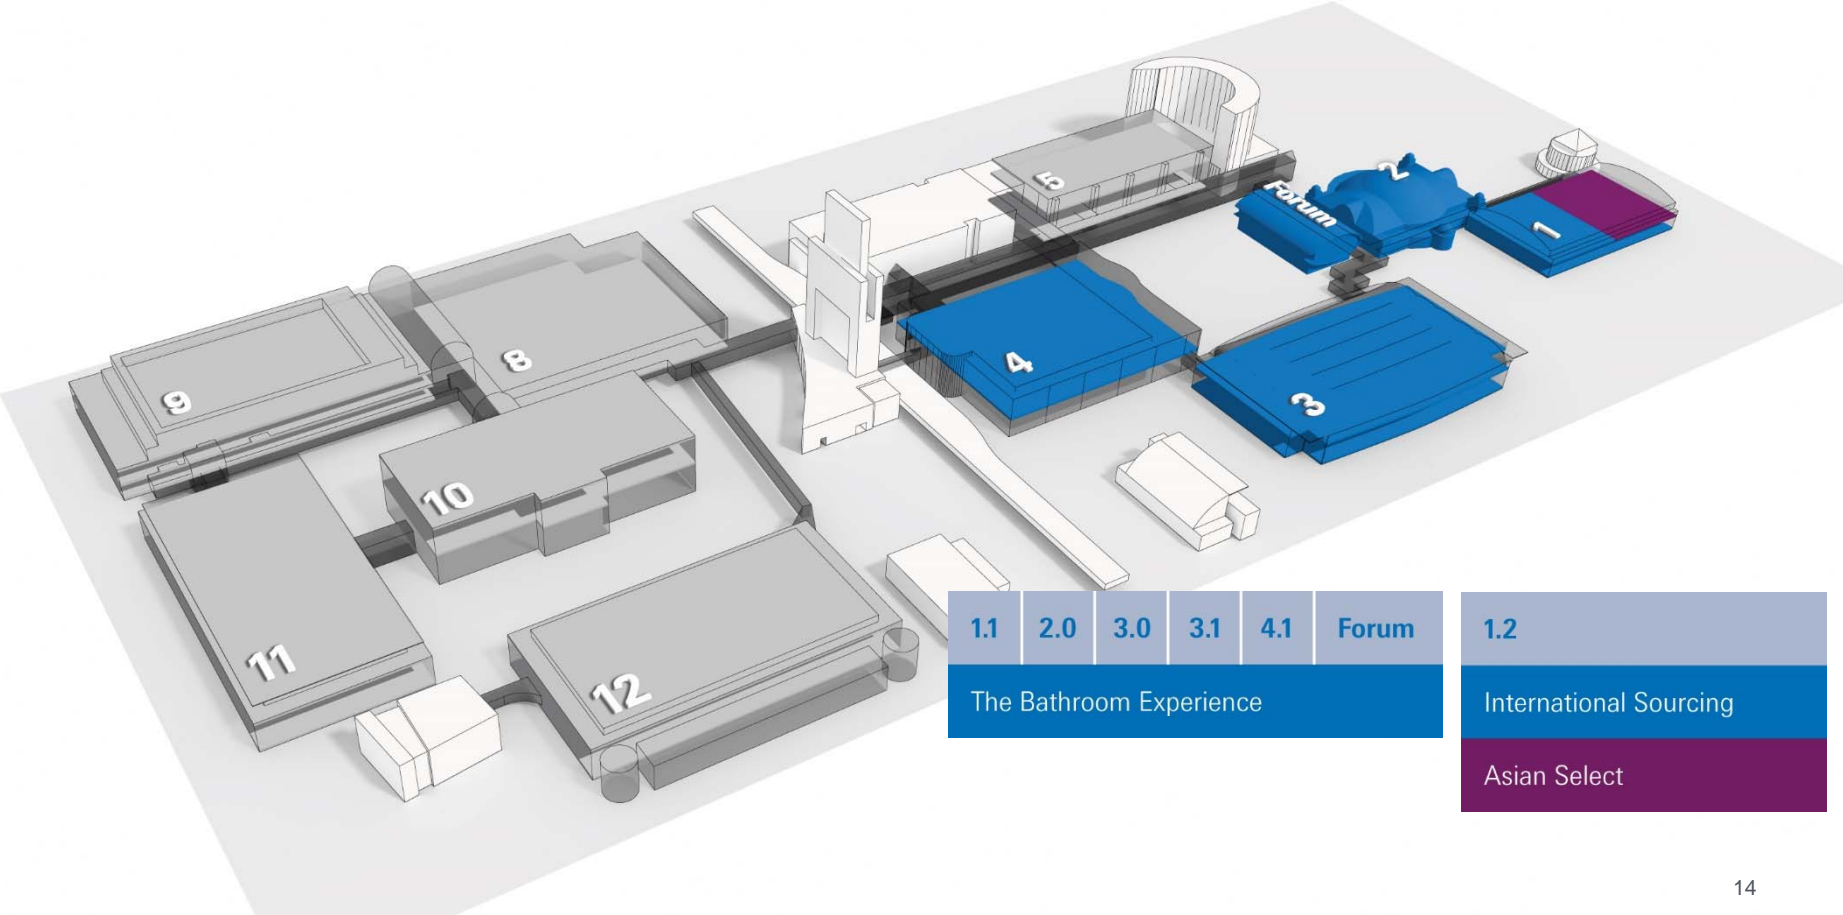 5
Forum
2
1
4
3
8
9
10
11
12
1.1 2.0 3.0 3.1 4.1 Forum
The Bathroom Experience
1.2
International Sourcing
Asian Select
14